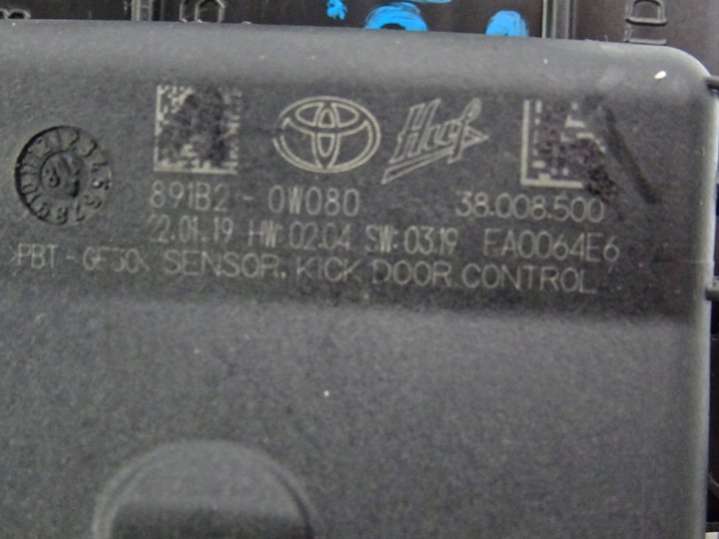 Huf
891B2-0W080 38.008.500
22.01.19 HW:02.04 SW:03.19 EA0064E6
>PBT-GF30< SENSOR, KICK DOOR CONTROL